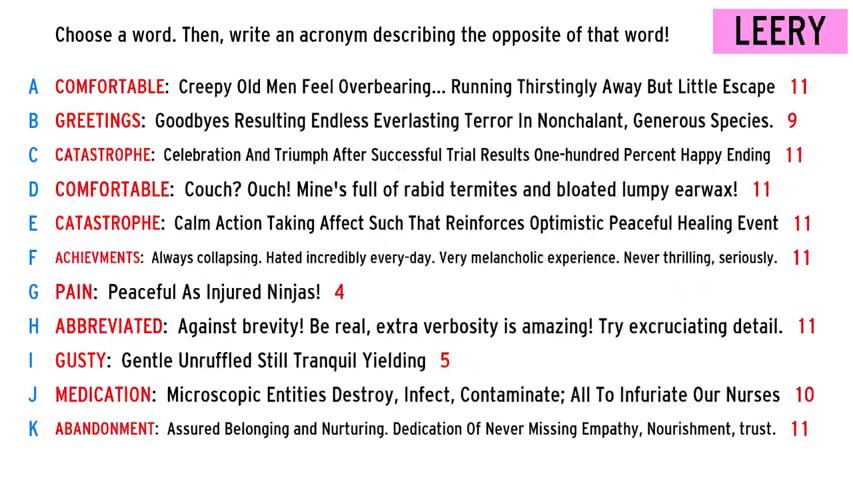 Choose a word. Then, write an acronym describing the opposite of that word!
LEERY
A COMFORTABLE: Creepy Old Men Feel Overbearing... Running Thirstingly Away But Little Escape 11
B GREETINGS: Goodbyes Resulting Endless Everlasting Terror In Nonchalant, Generous Species. 9
C CATASTROPHE: Celebration And Triumph After Successful Trial Results One-hundred Percent Happy Ending 11
D COMFORTABLE: Couch? Ouch! Mine's full of rabid termites and bloated lumpy earwax! 11
E CATASTROPHE: Calm Action Taking Affect Such That Reinforces Optimistic Peaceful Healing Event 11
F ACHIEVMENTS: Always collapsing. Hated incredibly every-day. Very melancholic experience. Never thrilling, seriously. 11
G PAIN: Peaceful As Injured Ninjas! 4
H ABBREVIATED: Against brevity! Be real, extra verbosity is amazing! Try excruciating detail. 11
I GUSTY: Gentle Unruffled Still Tranquil Yielding 5
J MEDICATION: Microscopic Entities Destroy, Infect, Contaminate; All To Infuriate Our Nurses 10
K ABANDONMENT: Assured Belonging and Nurturing. Dedication Of Never Missing Empathy, Nourishment, trust. 11